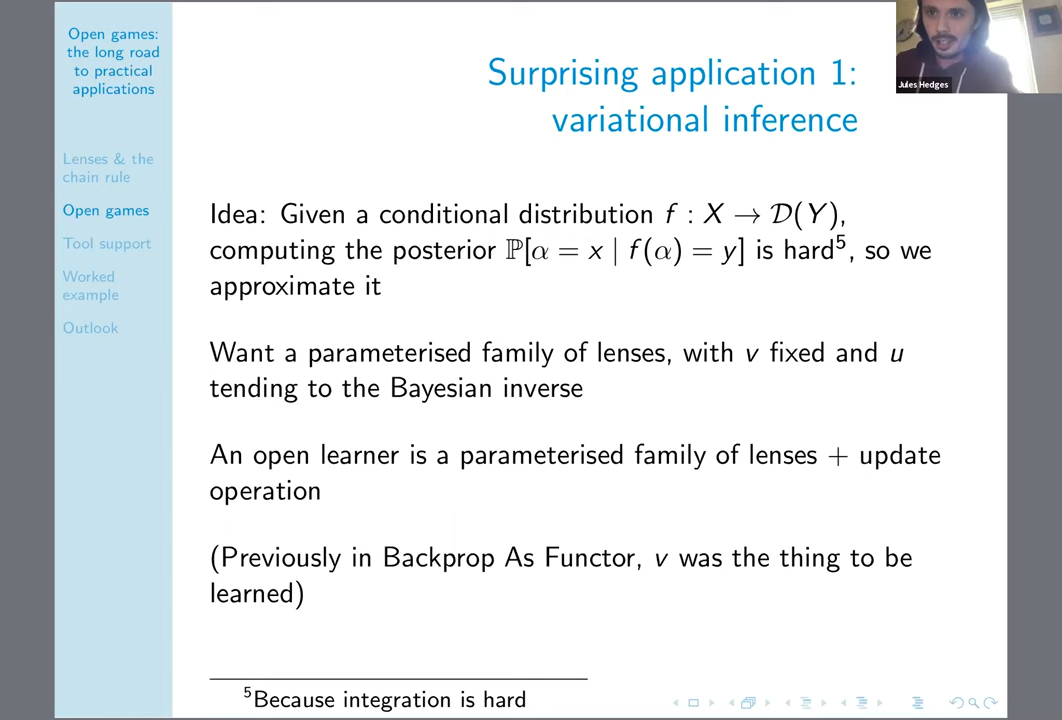 Open games:
the long road
to practical
applications
Lenses & the
chain rule
Open games
Tool support
Worked
example
Outlook
Surprising application 1:
variational inference
Jules Hedges
Idea: Given a conditional distribution f : X → 𝒟(Y),
computing the posterior ℙ[α = x | f(α) = y] is hard⁵, so we
approximate it
Want a parameterised family of lenses, with v fixed and u
tending to the Bayesian inverse
An open learner is a parameterised family of lenses + update
operation
(Previously in Backprop As Functor, v was the thing to be
learned)
⁵Because integration is hard